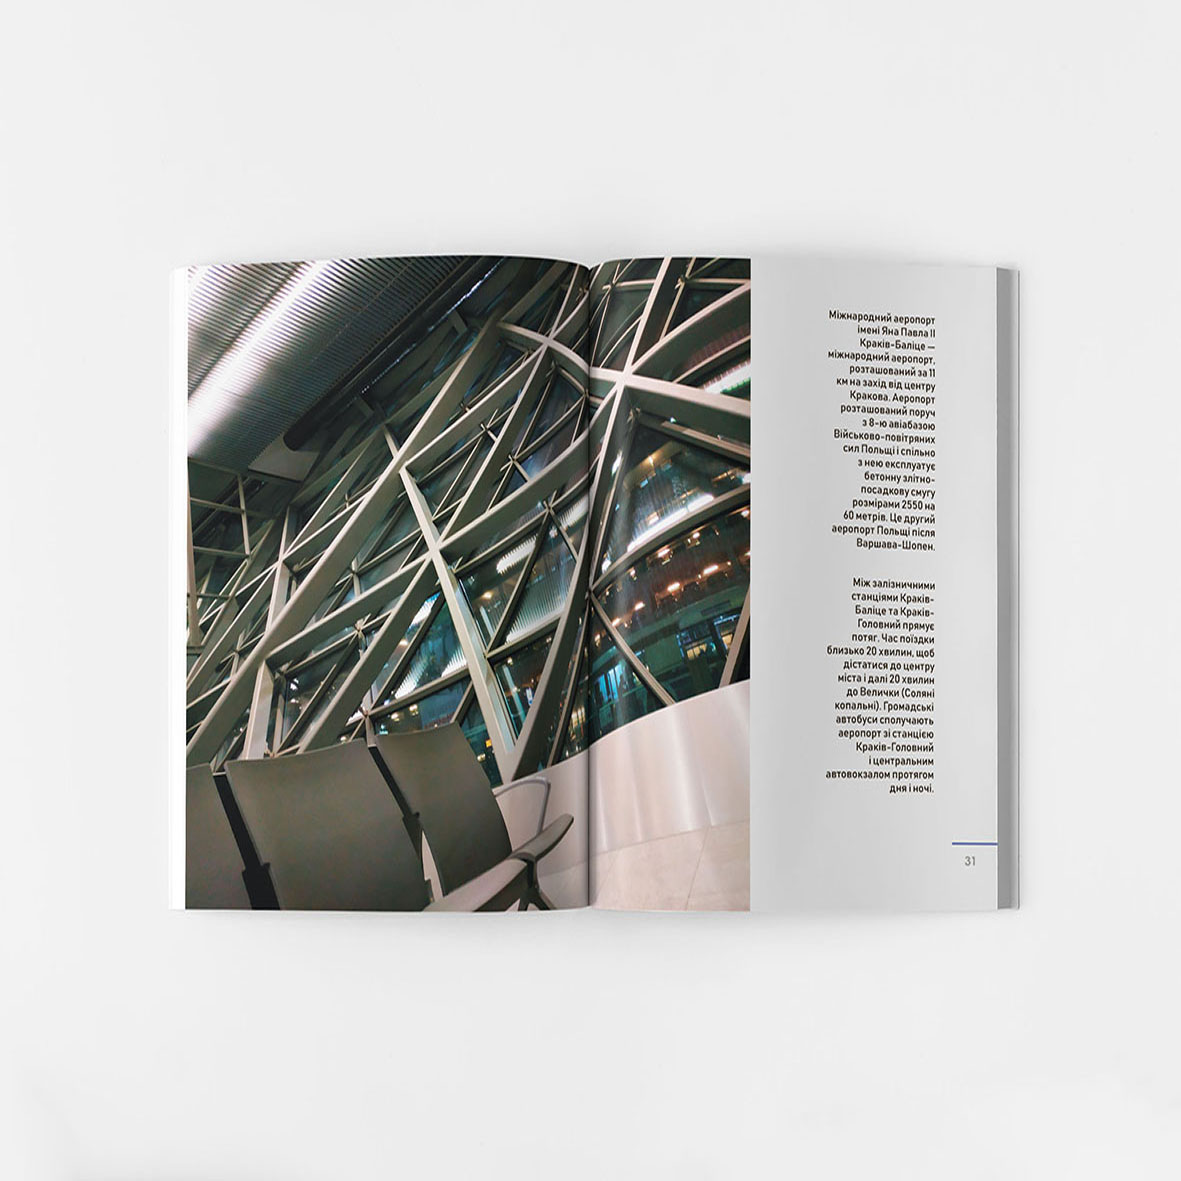 Міжнародний аеропорт
імені Яна Павла II
Краків-Баліце —
міжнародний аеропорт,
розташований за 11
км на захід від центру
Кракова. Аеропорт
розташований поруч
з 8-ю авіабазою
Військово-повітряних
сил Польщі і спільно
з нею експлуатує
бетонну злітно-
посадкову смугу
розмірами 2550 на
60 метрів. Це другий
аеропорт Польщі після
Варшава-Шопен.
Між залізничними
станціями Краків-
Баліце та Краків-
Головний прямує
потяг. Час поїздки
близько 20 хвилин, щоб
дістатися до центру
міста і далі 20 хвилин
до Велички (Соляні
копальні). Громадські
автобуси сполучають
аеропорт зі станцією
Краків-Головний
і центральним
автовокзалом протягом
дня і ночі.
31